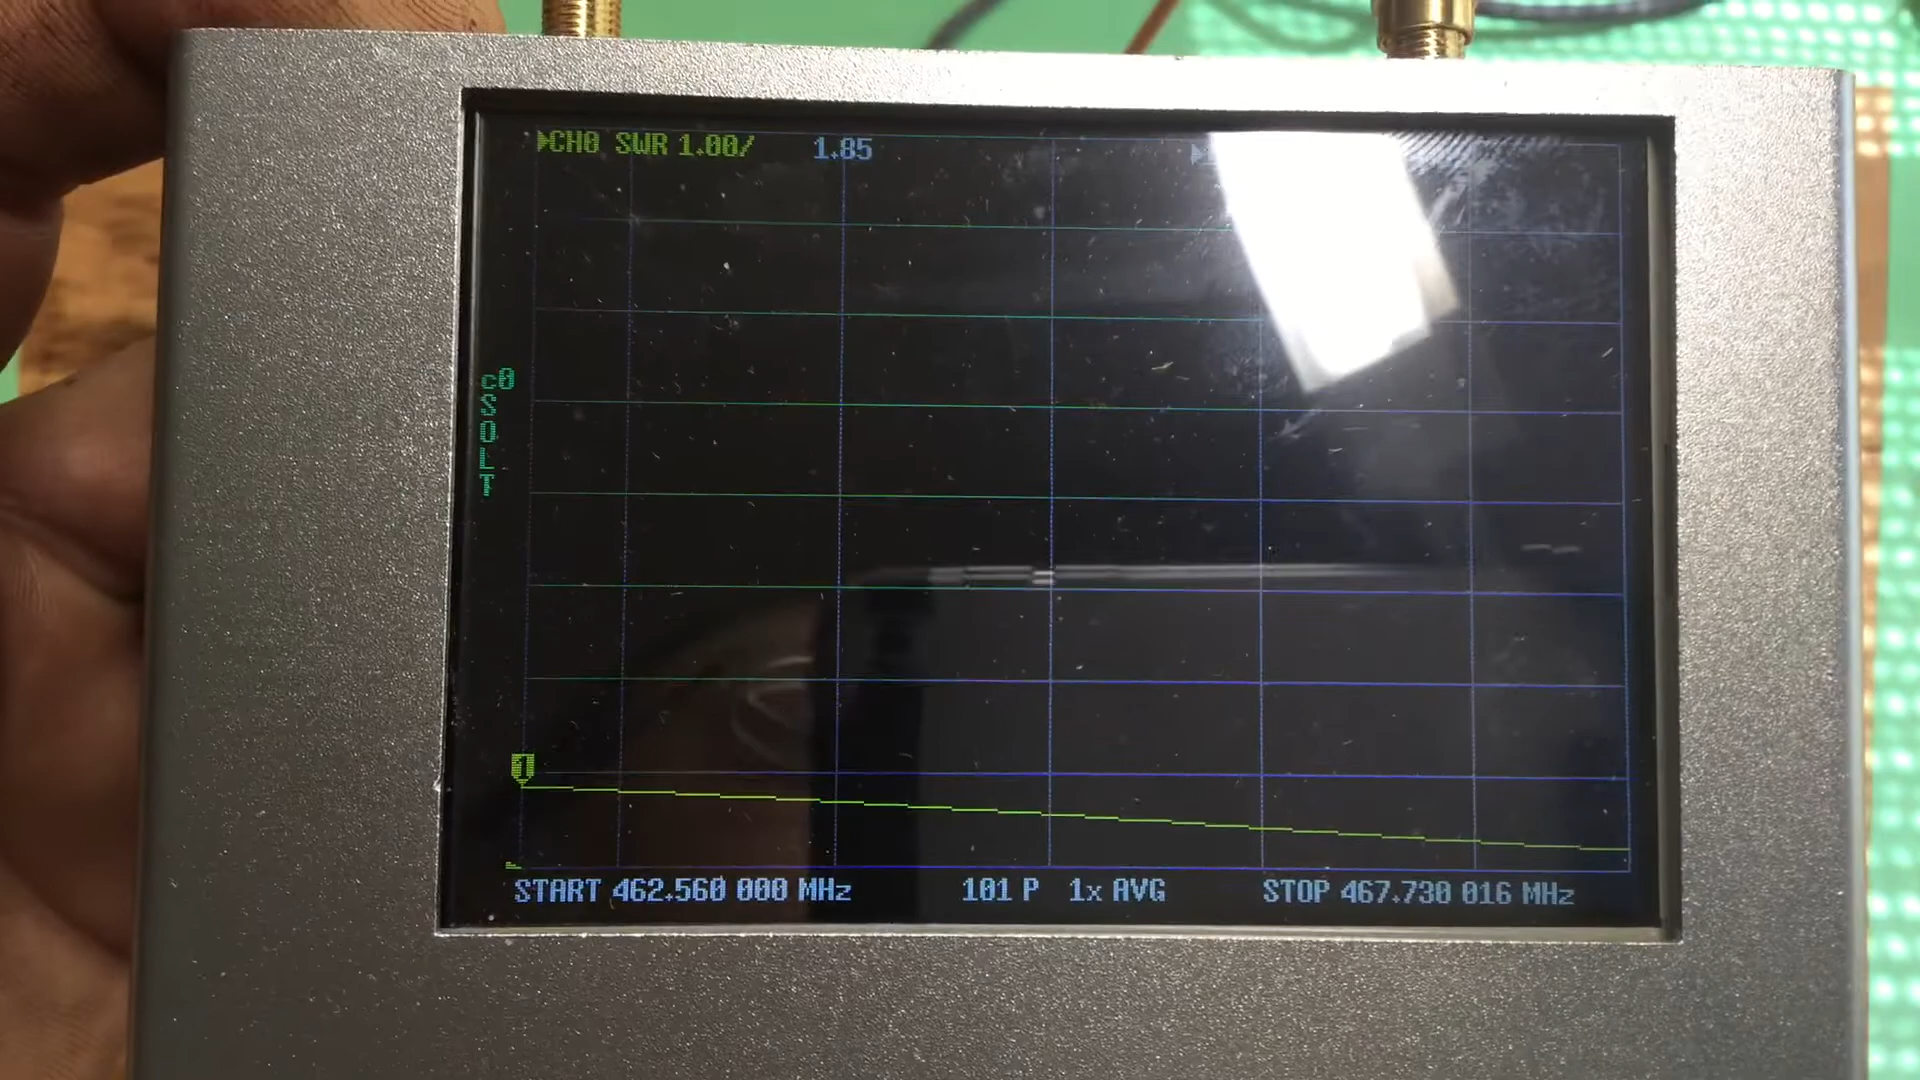 CH0 SWR 1.00/ 1.85
c0
S
O
L
T
1
START 462.560 000 MHz 101 P 1x AVG STOP 467.730 016 MHz